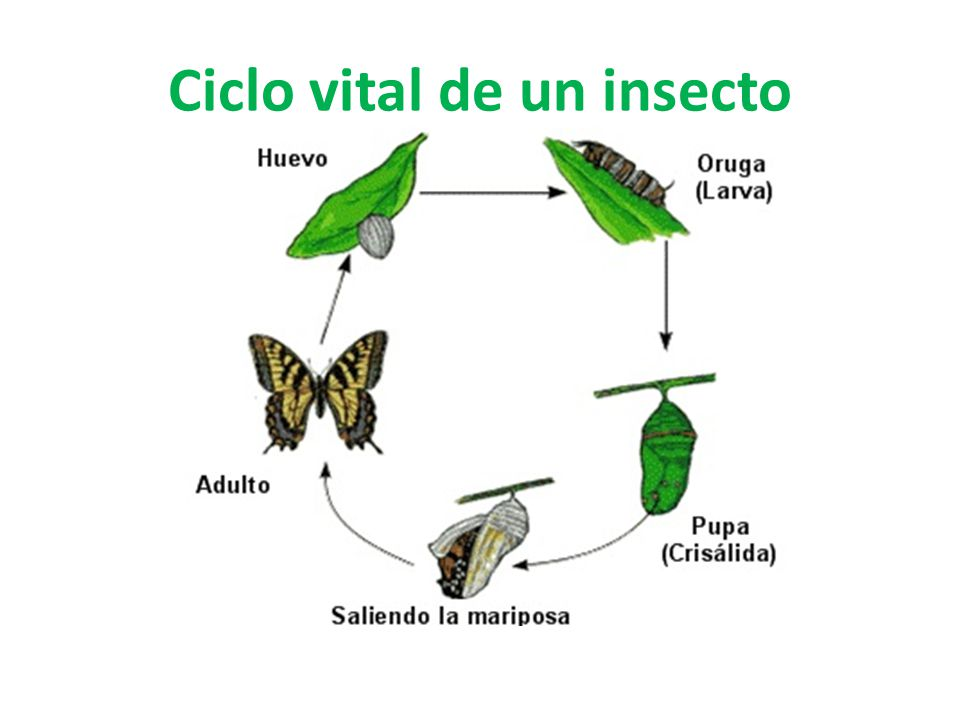 Ciclo vital de un insecto
Huevo
Oruga
(Larva)
Pupa
(Crisálida)
Saliendo la mariposa
Adulto